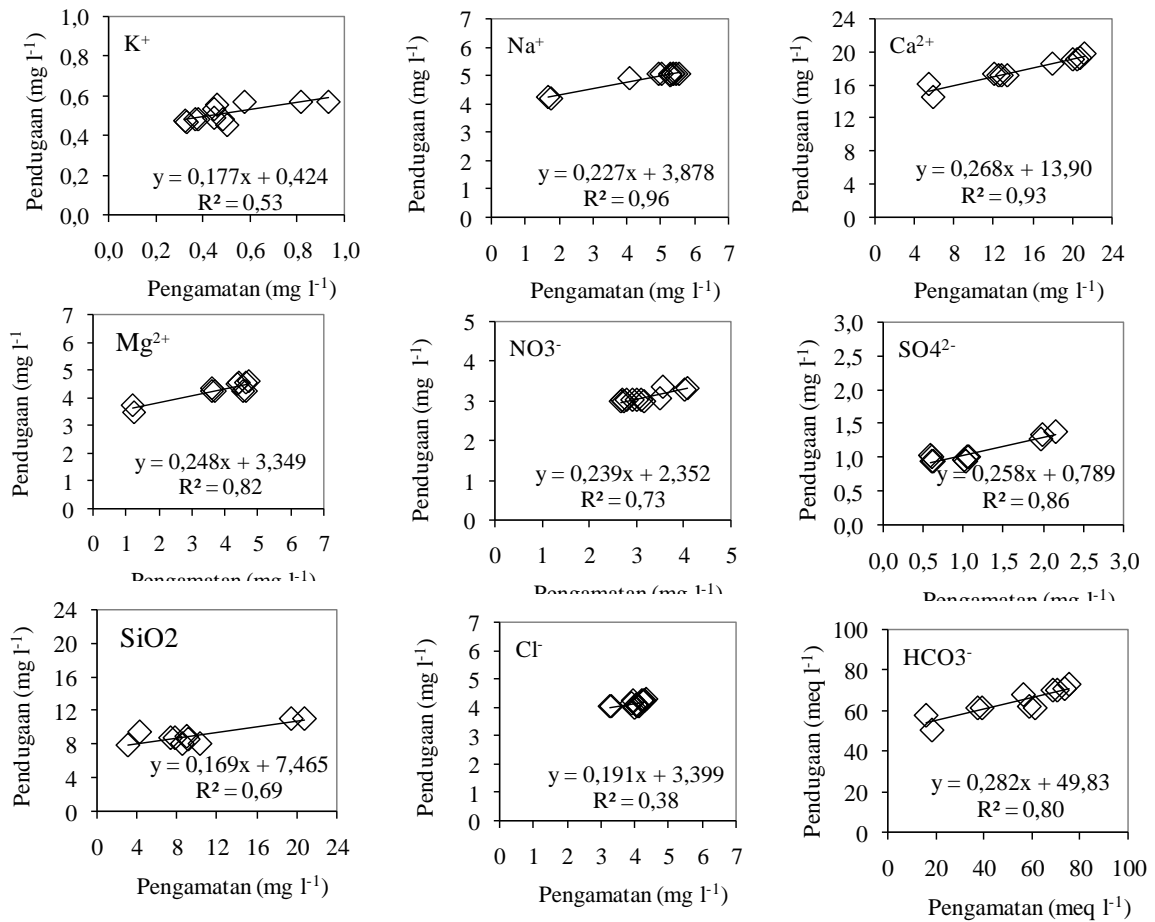 K⁺
Pendugaan (mg l⁻¹)
1,0
0,8
0,6
0,4
0,2
0,0
y = 0,177x + 0,424
R² = 0,53
0,0 0,2 0,4 0,6 0,8 1,0
Pengamatan (mg l⁻¹)
Na⁺
Pendugaan (mg l⁻¹)
7
6
5
4
3
2
1
0
y = 0,227x + 3,878
R² = 0,96
0 1 2 3 4 5 6 7
Pengamatan (mg l⁻¹)
Ca²⁺
Pendugaan (mg l⁻¹)
24
20
16
12
8
4
0
y = 0,268x + 13,90
R² = 0,93
0 4 8 12 16 20 24
Pengamatan (mg l⁻¹)
Mg²⁺
Pendugaan (mg l⁻¹
7
6
5
4
3
2
1
0
y = 0,248x + 3,349
R² = 0,82
0 1 2 3 4 5 6 7
Pengamatan (mg l⁻¹)
NO3⁻
Pendugaan (mg l⁻¹)
5
4
3
2
1
0
y = 0,239x + 2,352
R² = 0,73
0 1 2 3 4 5
Pengamatan (mg l⁻¹)
SO4²⁻
Pendugaan (mg l⁻¹)
3,0
2,5
2,0
1,5
1,0
0,5
0,0
y = 0,258x + 0,789
R² = 0,86
0,0 0,5 1,0 1,5 2,0 2,5 3,0
Pengamatan (mg l⁻¹)
SiO2
Pendugaan (mg l⁻¹)
24
20
16
12
8
4
0
y = 0,169x + 7,465
R² = 0,69
0 4 8 12 16 20 24
Pengamatan (mg l⁻¹)
Cl⁻
Pendugaan (mg l⁻¹)
7
6
5
4
3
2
1
0
y = 0,191x + 3,399
R² = 0,38
0 1 2 3 4 5 6 7
Pengamatan (mg l⁻¹)
HCO3⁻
Pendugaan (meq l⁻¹)
100
80
60
40
20
0
y = 0,282x + 49,83
R² = 0,80
0 20 40 60 80 100
Pengamatan (meq l⁻¹)